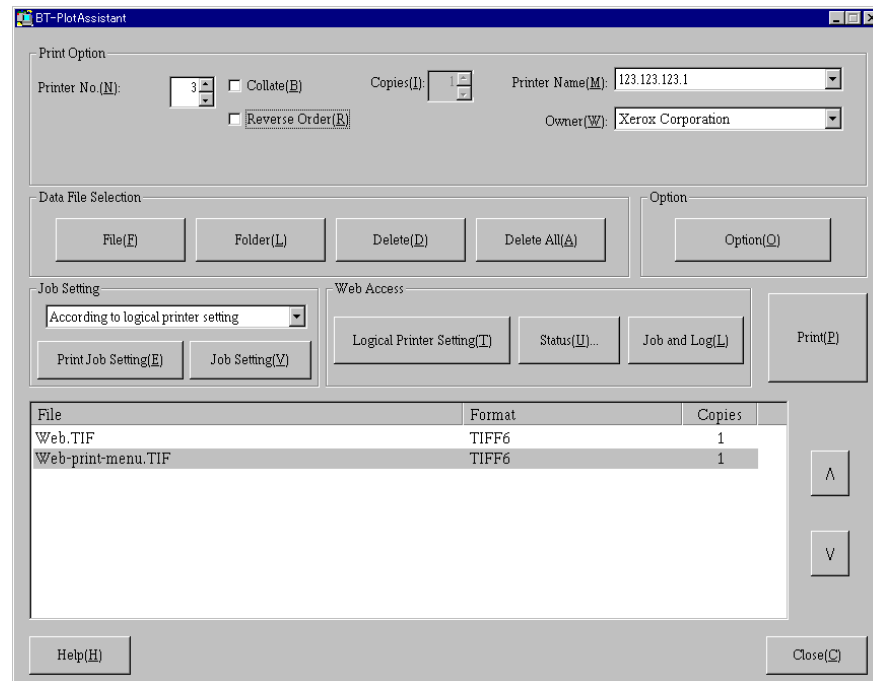 BT-PlotAssistant
Print Option
Printer No.(N): 3 Collate(B) Copies(I): 1 Printer Name(M): 123.123.123.1
Reverse Order(R) Owner(W): Xerox Corporation
Data File Selection Option
File(F) Folder(L) Delete(D) Delete All(A) Option(O)
Job Setting Web Access
According to logical printer setting
Logical Printer Setting(T) Status(U)... Job and Log(L) Print(P)
Print Job Setting(E) Job Setting(V)
File Format Copies
Web.TIF TIFF6 1
Web-print-menu.TIF TIFF6 1
Λ
V
Help(H) Close(C)